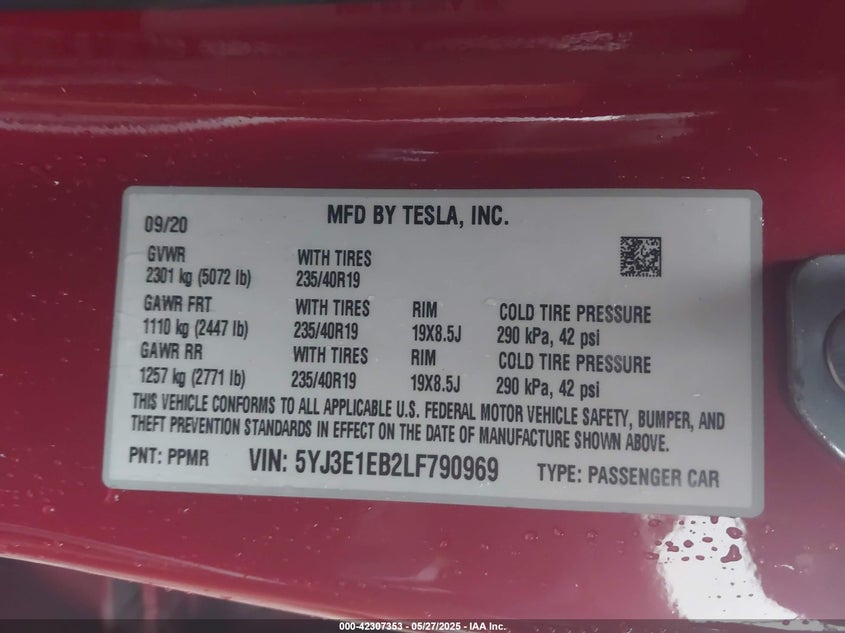 09/20 MFD BY TESLA, INC.
GVWR WITH TIRES
2301 kg (5072 lb) 235/40R19
GAWR FRT WITH TIRES RIM COLD TIRE PRESSURE
1110 kg (2447 lb) 235/40R19 19X8.5J 290 kPa, 42 psi
GAWR RR WITH TIRES RIM COLD TIRE PRESSURE
1257 kg (2771 lb) 235/40R19 19X8.5J 290 kPa, 42 psi
THIS VEHICLE CONFORMS TO ALL APPLICABLE U.S. FEDERAL MOTOR VEHICLE SAFETY, BUMPER, AND
THEFT PREVENTION STANDARDS IN EFFECT ON THE DATE OF MANUFACTURE SHOWN ABOVE.
PNT: PPMR VIN: 5YJ3E1EB2LF790969 TYPE: PASSENGER CAR
000-42307353 - 05/27/2025 - IAA Inc.